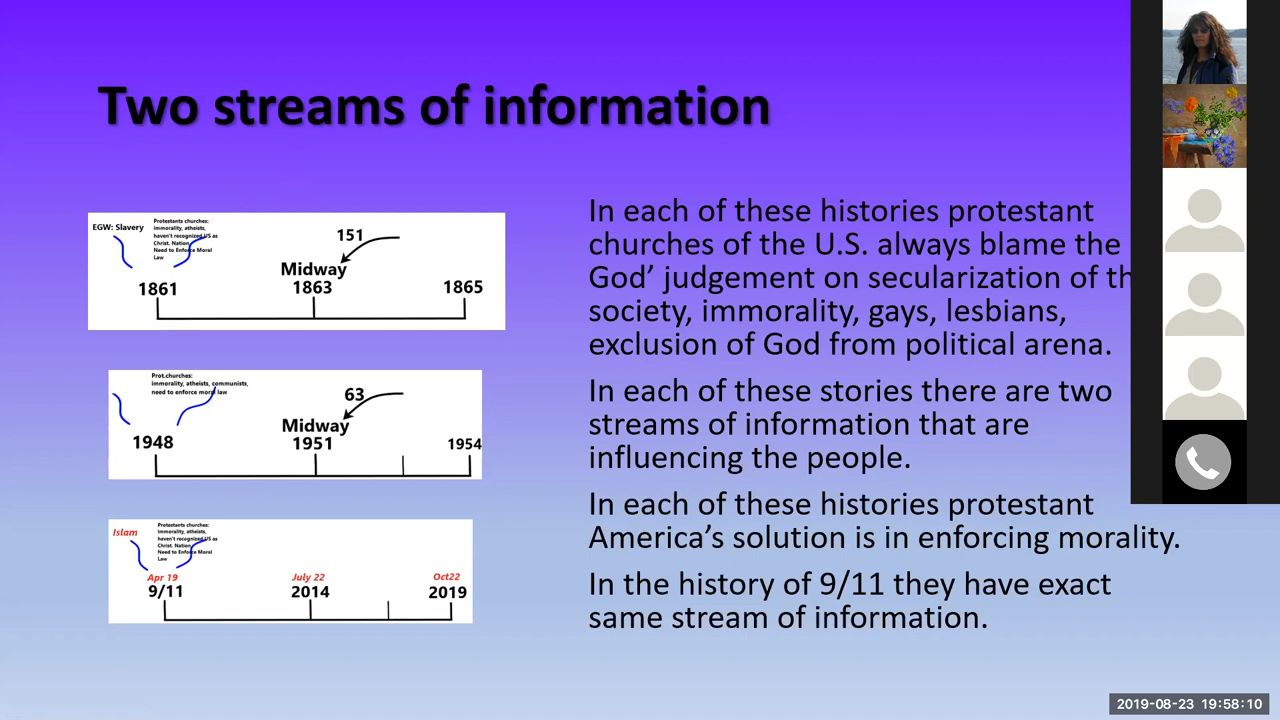 Two streams of information
EGW: Slavery
Protestants churches:
immorality, atheists,
haven't recognized US as
Christ. Nation
Need to Enforce Moral
Law
151
Midway
1861
1863
1865
Prot.churches:
immorality, atheists, communists,
need to enforce moral law
63
Midway
1948
1951
1954
Islam
Protestants churches:
immorality, atheists,
haven't recognized US as
Christ. Nation
Need to Enforce Moral
Law
Apr 19
July 22
Oct22
9/11
2014
2019
In each of these histories protestant
churches of the U.S. always blame the
God’ judgement on secularization of th
society, immorality, gays, lesbians,
exclusion of God from political arena.
In each of these stories there are two
streams of information that are
influencing the people.
In each of these histories protestant
America’s solution is in enforcing morality.
In the history of 9/11 they have exact
same stream of information.
2019-08-23 19:58:10